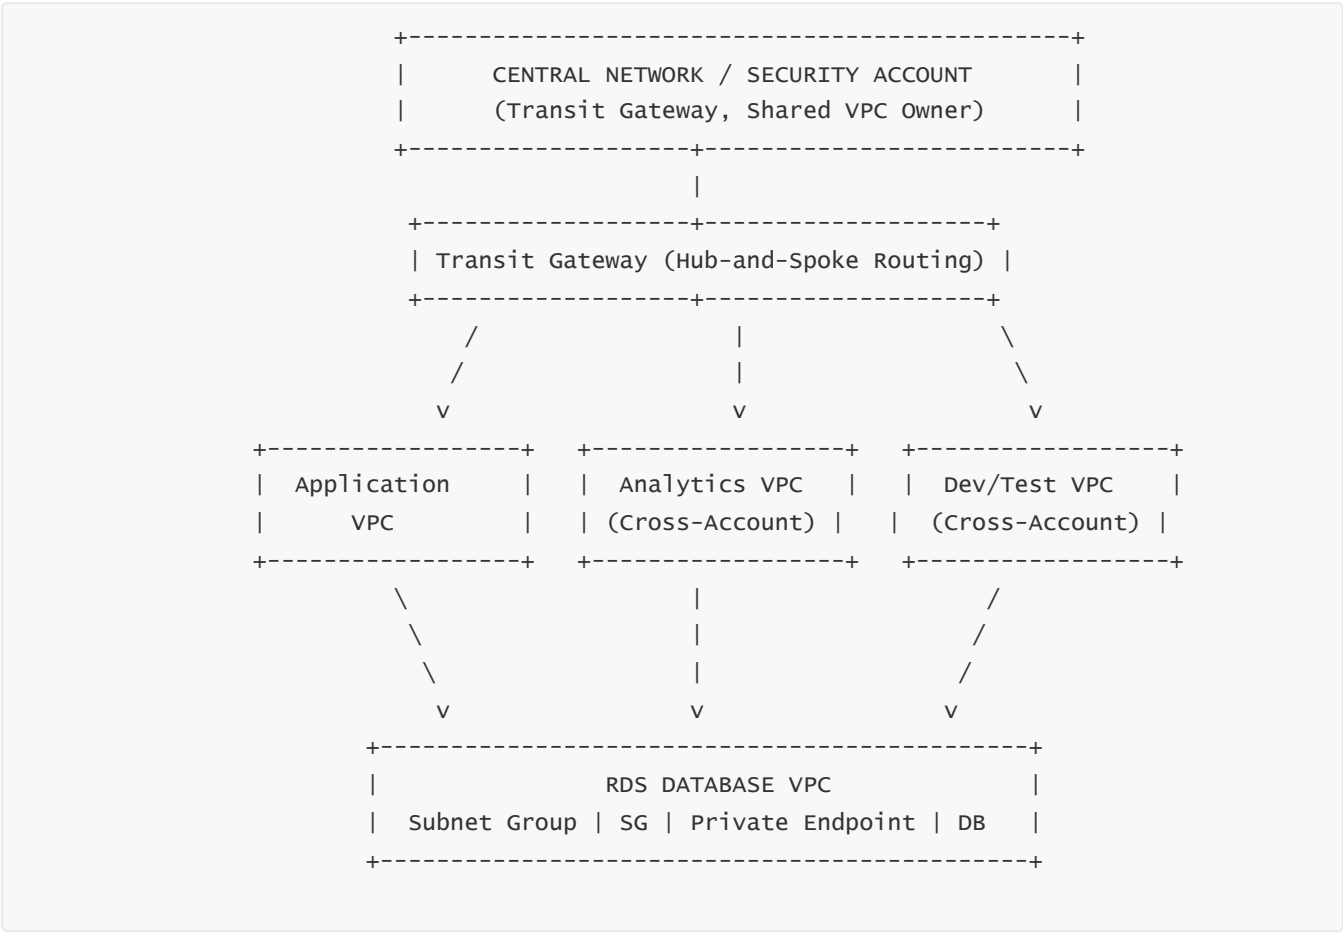 CENTRAL NETWORK / SECURITY ACCOUNT
(Transit Gateway, Shared VPC Owner)
Transit Gateway (Hub-and-Spoke Routing)
Application | Analytics VPC | Dev/Test VPC
VPC | (Cross-Account) | (Cross-Account)
RDS DATABASE VPC
Subnet Group | SG | Private Endpoint | DB